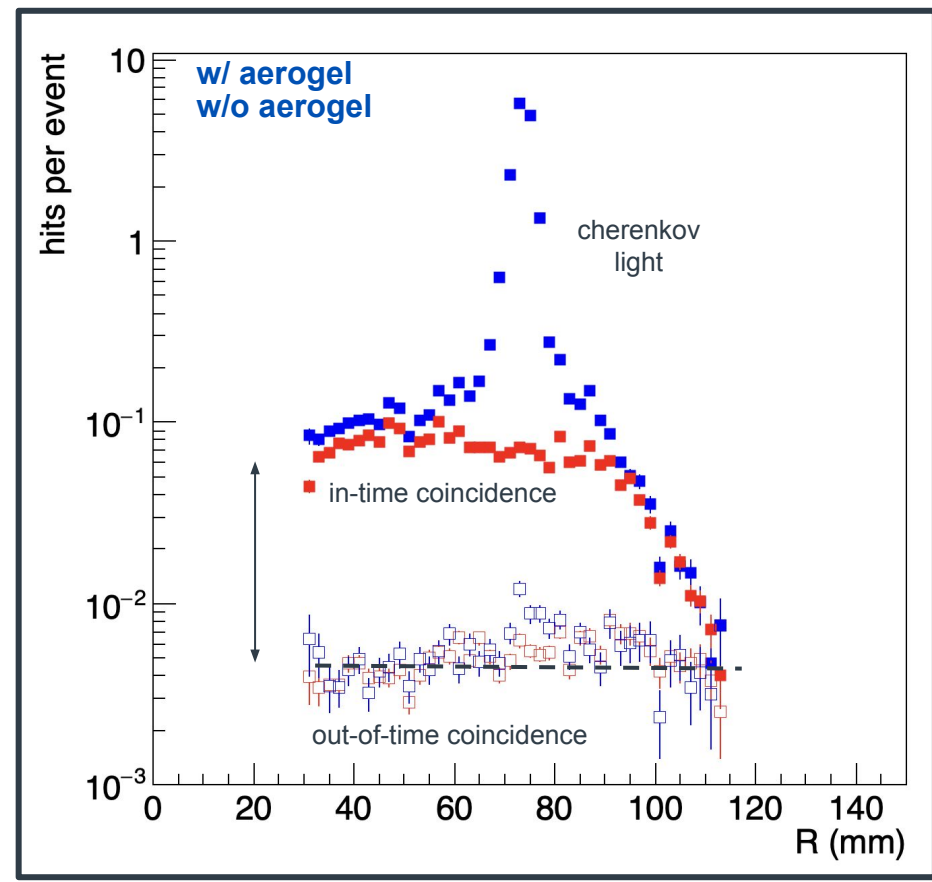 w/ aerogel
w/o aerogel
hits per event
10
1
10⁻¹
10⁻²
10⁻³
cherenkov
light
in-time coincidence
out-of-time coincidence
0
20
40
60
80
100
120
140
R (mm)